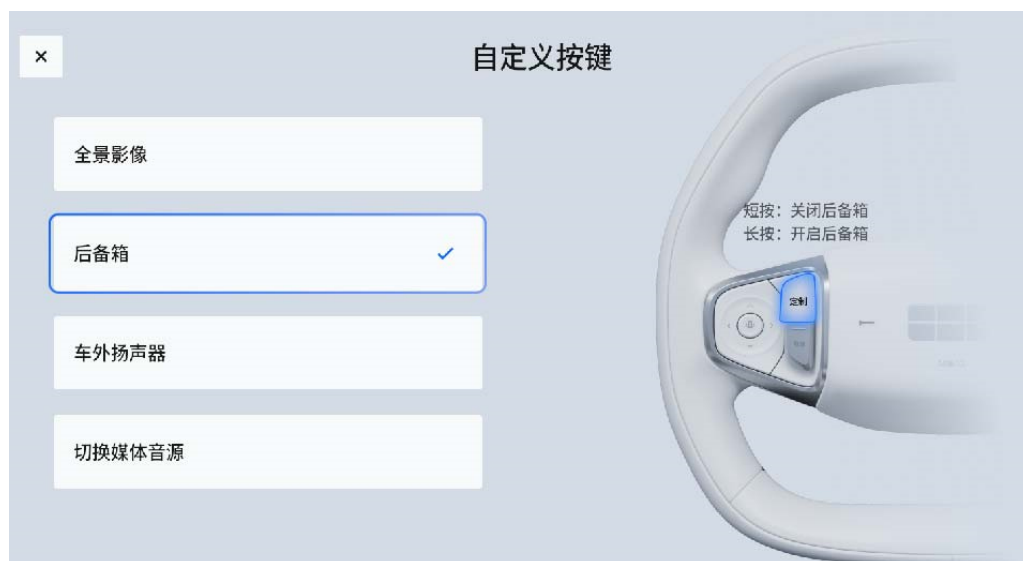 ×
自定义按键
全景影像
后备箱
短按：关闭后备箱
长按：开启后备箱
定制
车外扬声器
切换媒体音源